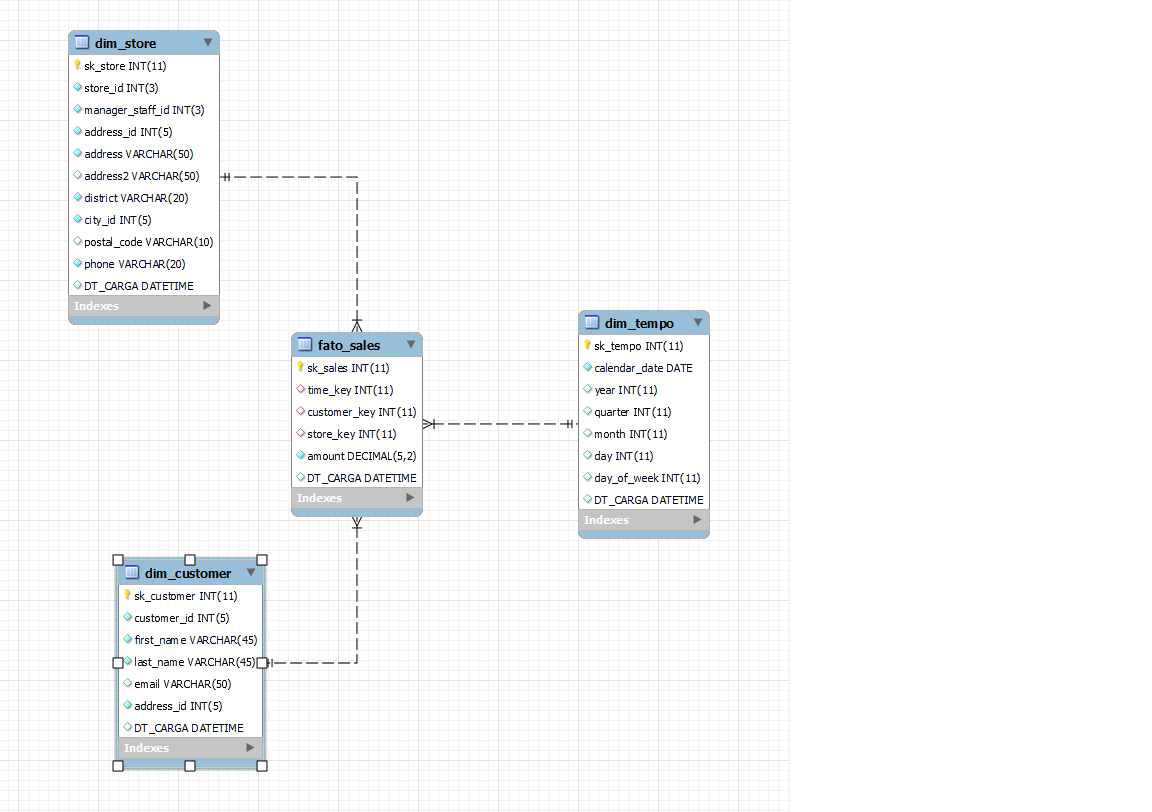 dim_store
sk_store INT(11)
store_id INT(3)
manager_staff_id INT(3)
address_id INT(5)
address VARCHAR(50)
address2 VARCHAR(50)
district VARCHAR(20)
city_id INT(5)
postal_code VARCHAR(10)
phone VARCHAR(20)
DT_CARGA DATETIME
Indexes
fato_sales
sk_sales INT(11)
time_key INT(11)
customer_key INT(11)
store_key INT(11)
amount DECIMAL(5,2)
DT_CARGA DATETIME
Indexes
dim_tempo
sk_tempo INT(11)
calendar_date DATE
year INT(11)
quarter INT(11)
month INT(11)
day INT(11)
day_of_week INT(11)
DT_CARGA DATETIME
Indexes
dim_customer
sk_customer INT(11)
customer_id INT(5)
first_name VARCHAR(45)
last_name VARCHAR(45)
email VARCHAR(50)
address_id INT(5)
DT_CARGA DATETIME
Indexes